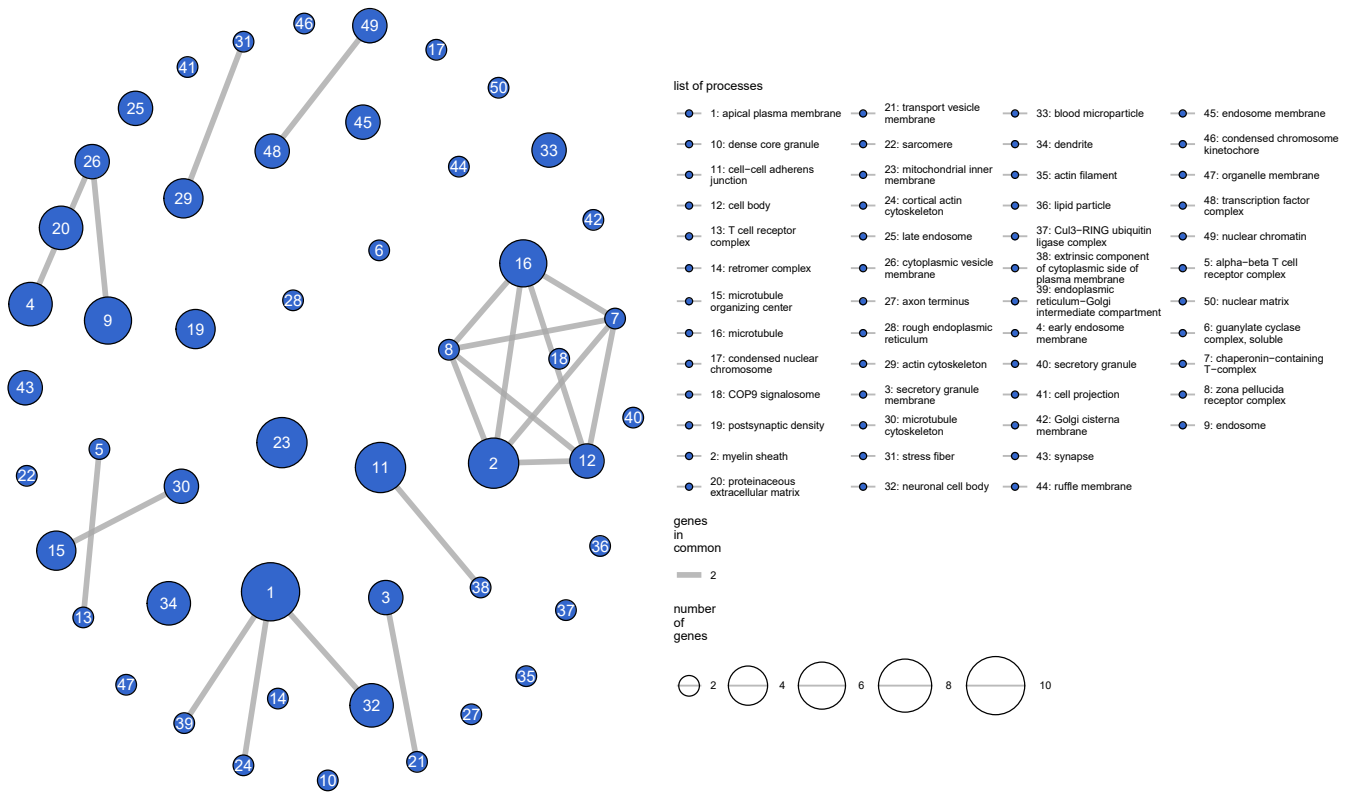 46
49
31
17
41
50
25
45
33
48
26
44
29
42
20
6
16
28
4
7
9
19
8
18
43
40
23
5
12
2
11
22
30
36
15
38
1
3
34
37
13
35
47
14
32
27
39
21
24
10
list of processes
1: apical plasma membrane
10: dense core granule
11: cell−cell adherens
junction
12: cell body
13: T cell receptor
complex
14: retromer complex
15: microtubule
organizing center
16: microtubule
17: condensed nuclear
chromosome
18: COP9 signalosome
19: postsynaptic density
2: myelin sheath
20: proteinaceous
extracellular matrix
21: transport vesicle
membrane
22: sarcomere
23: mitochondrial inner
membrane
24: cortical actin
cytoskeleton
25: late endosome
26: cytoplasmic vesicle
membrane
27: axon terminus
28: rough endoplasmic
reticulum
29: actin cytoskeleton
3: secretory granule
membrane
30: microtubule
cytoskeleton
31: stress fiber
32: neuronal cell body
33: blood microparticle
34: dendrite
35: actin filament
36: lipid particle
37: Cul3−RING ubiquitin
ligase complex
38: extrinsic component
of cytoplasmic side of
plasma membrane
39: endoplasmic
reticulum−Golgi
intermediate compartment
4: early endosome
membrane
40: secretory granule
41: cell projection
42: Golgi cisterna
membrane
43: synapse
44: ruffle membrane
45: endosome membrane
46: condensed chromosome
kinetochore
47: organelle membrane
48: transcription factor
complex
49: nuclear chromatin
5: alpha−beta T cell
receptor complex
50: nuclear matrix
6: guanylate cyclase
complex, soluble
7: chaperonin−containing
T−complex
8: zona pellucida
receptor complex
9: endosome
genes
in
common
2
number
of
genes
2
4
6
8
10